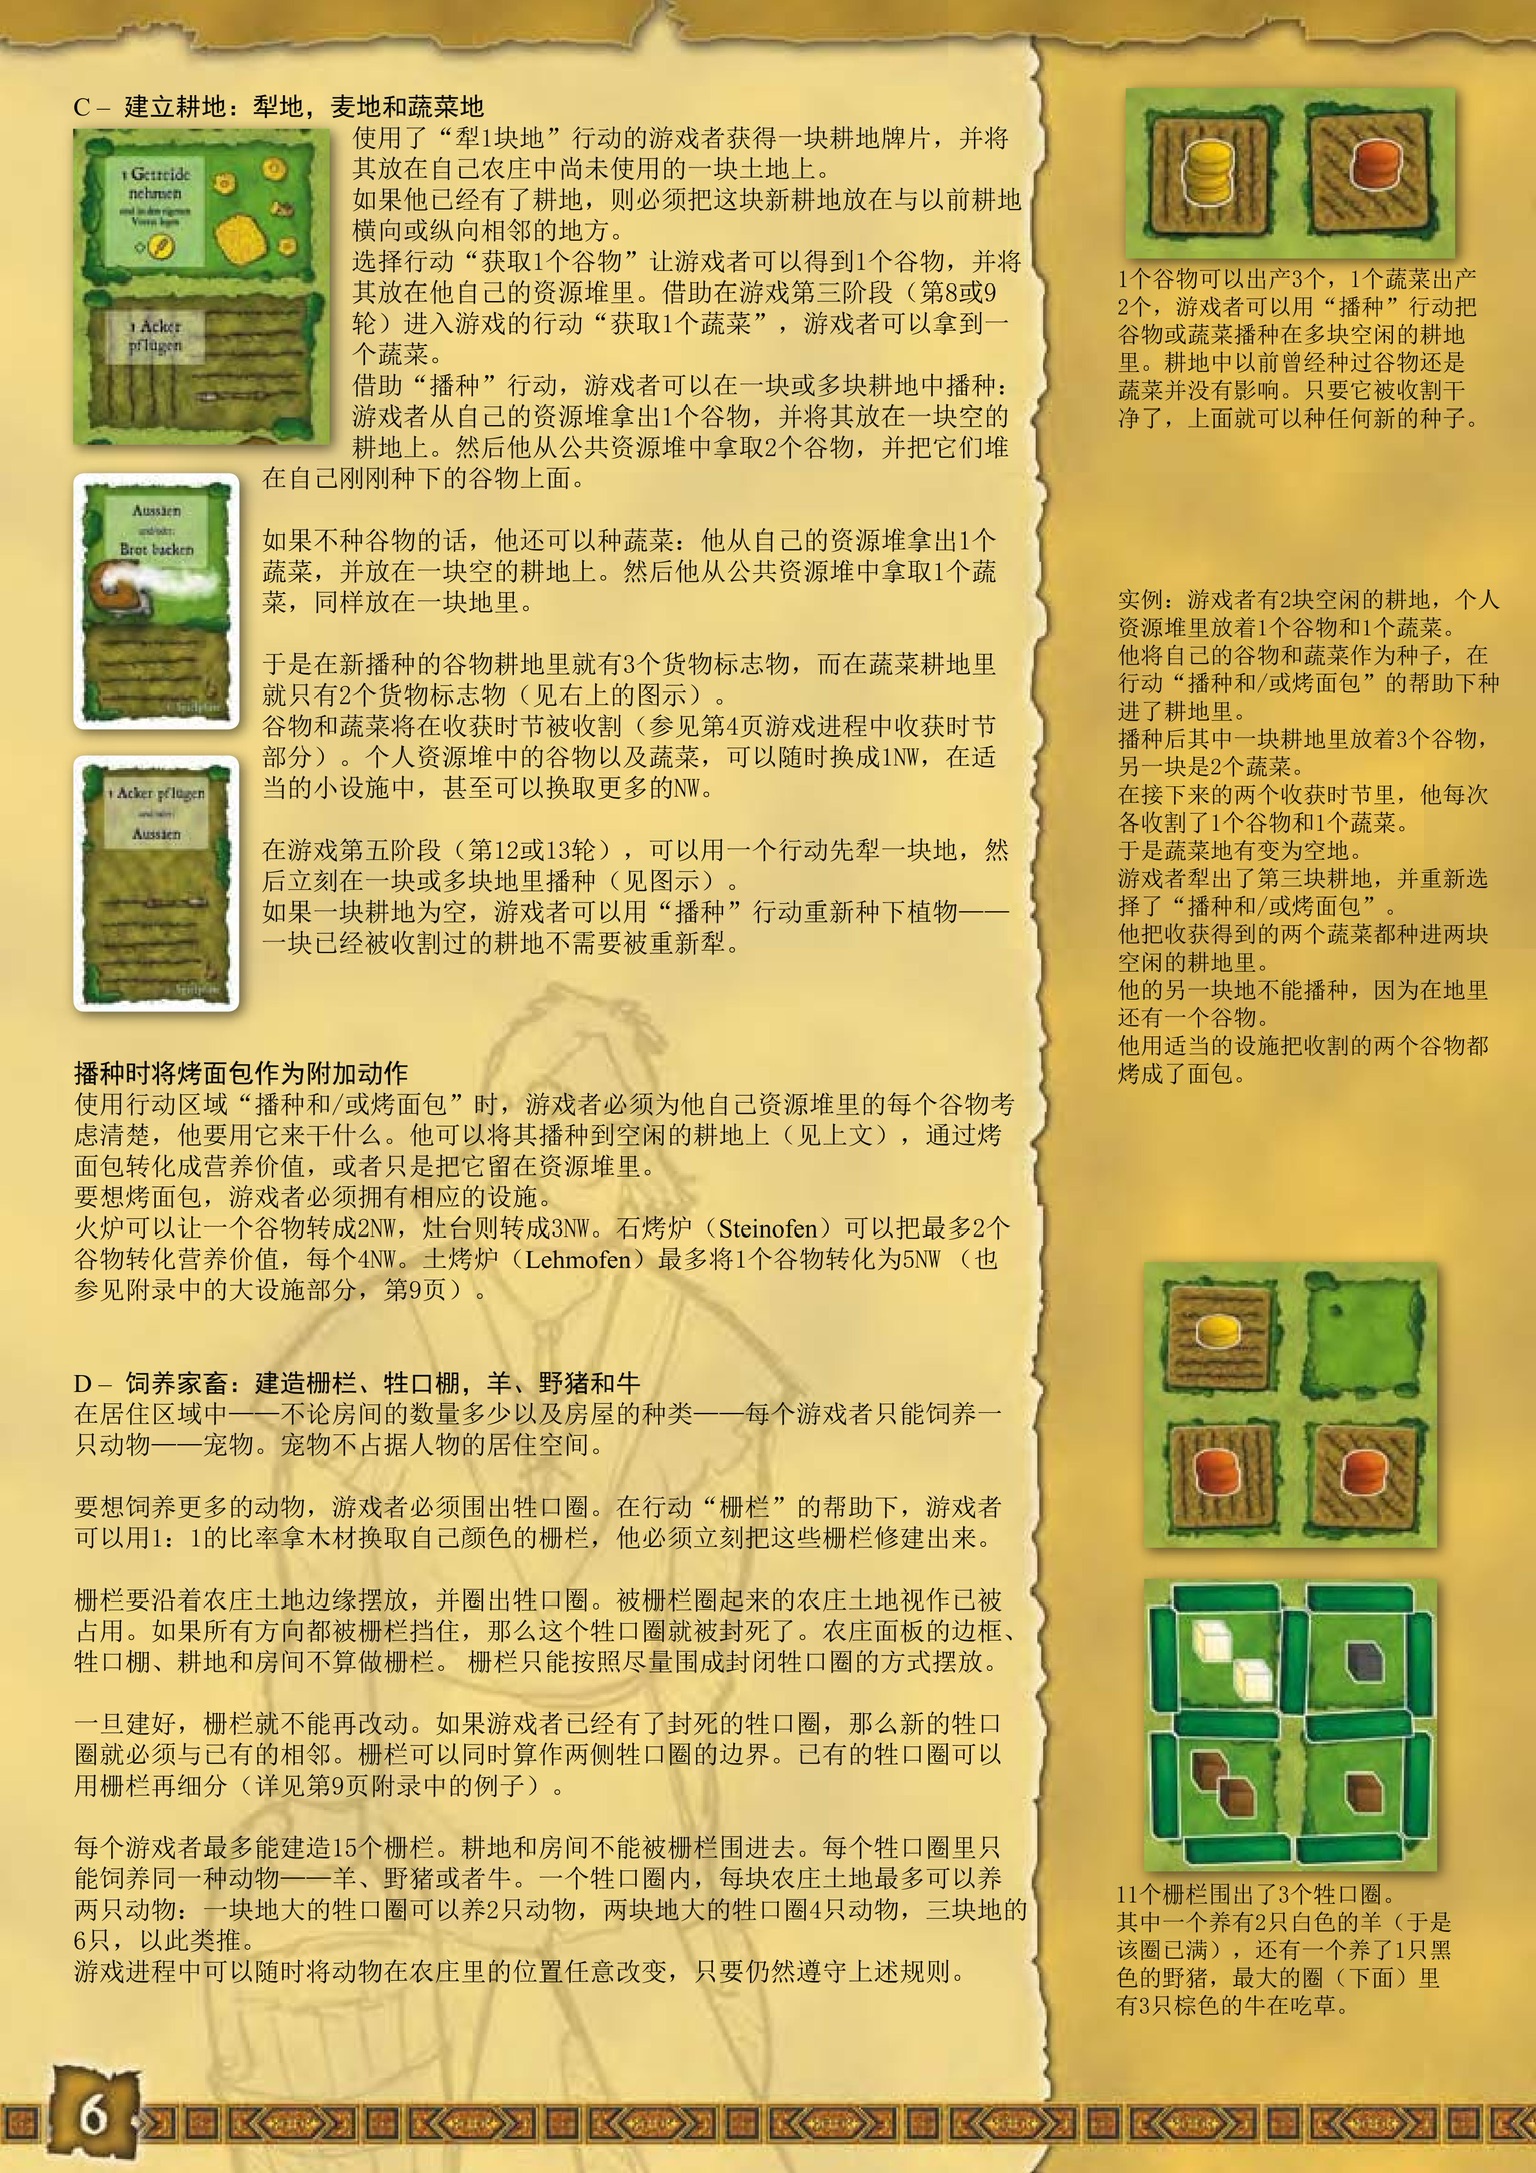 C – 建立耕地：犁地，麦地和蔬菜地
1 Getreide
nehmen
und in den eigenen
Vorrat legen
1 Acker
pflügen
使用了“犁1块地”行动的游戏者获得一块耕地牌片，并将
其放在自己农庄中尚未使用的一块土地上。
如果他已经有了耕地，则必须把这块新耕地放在与以前耕地
横向或纵向相邻的地方。
选择行动“获取1个谷物”让游戏者可以得到1个谷物，并将
其放在他自己的资源堆里。借助在游戏第三阶段（第8或9
轮）进入游戏的行动“获取1个蔬菜”，游戏者可以拿到一
个蔬菜。
借助“播种”行动，游戏者可以在一块或多块耕地中播种：
游戏者从自己的资源堆拿出1个谷物，并将其放在一块空的
耕地上。然后他从公共资源堆中拿取2个谷物，并把它们堆
在自己刚刚种下的谷物上面。
Aussäen
und/oder:
Brot backen
如果不种谷物的话，他还可以种蔬菜：他从自己的资源堆拿出1个
蔬菜，并放在一块空的耕地上。然后他从公共资源堆中拿取1个蔬
菜，同样放在一块地里。
于是在新播种的谷物耕地里就有3个货物标志物，而在蔬菜耕地里
就只有2个货物标志物（见右上的图示）。
谷物和蔬菜将在收获时节被收割（参见第4页游戏进程中收获时节
部分）。个人资源堆中的谷物以及蔬菜，可以随时换成1NW，在适
当的小设施中，甚至可以换取更多的NW。
1 Acker pflügen
und/oder:
Aussäen
在游戏第五阶段（第12或13轮），可以用一个行动先犁一块地，然
后立刻在一块或多块地里播种（见图示）。
如果一块耕地为空，游戏者可以用“播种”行动重新种下植物——
一块已经被收割过的耕地不需要被重新犁。
播种时将烤面包作为附加动作
使用行动区域“播种和/或烤面包”时，游戏者必须为他自己资源堆里的每个谷物考
虑清楚，他要用它来干什么。他可以将其播种到空闲的耕地上（见上文），通过烤
面包转化成营养价值，或者只是把它留在资源堆里。
要想烤面包，游戏者必须拥有相应的设施。
火炉可以让一个谷物转成2NW，灶台则转成3NW。石烤炉（Steinofen）可以把最多2个
谷物转化营养价值，每个4NW。土烤炉（Lehmofen）最多将1个谷物转化为5NW （也
参见附录中的大设施部分，第9页）。
D – 饲养家畜：建造栅栏、牲口棚，羊、野猪和牛
在居住区域中——不论房间的数量多少以及房屋的种类——每个游戏者只能饲养一
只动物——宠物。宠物不占据人物的居住空间。
要想饲养更多的动物，游戏者必须围出牲口圈。在行动“栅栏”的帮助下，游戏者
可以用1：1的比率拿木材换取自己颜色的栅栏，他必须立刻把这些栅栏修建出来。
栅栏要沿着农庄土地边缘摆放，并圈出牲口圈。被栅栏圈起来的农庄土地视作已被
占用。如果所有方向都被栅栏挡住，那么这个牲口圈就被封死了。农庄面板的边框、
牲口棚、耕地和房间不算做栅栏。 栅栏只能按照尽量围成封闭牲口圈的方式摆放。
一旦建好，栅栏就不能再改动。如果游戏者已经有了封死的牲口圈，那么新的牲口
圈就必须与已有的相邻。栅栏可以同时算作两侧牲口圈的边界。已有的牲口圈可以
用栅栏再细分（详见第9页附录中的例子）。
每个游戏者最多能建造15个栅栏。耕地和房间不能被栅栏围进去。每个牲口圈里只
能饲养同一种动物——羊、野猪或者牛。一个牲口圈内，每块农庄土地最多可以养
两只动物：一块地大的牲口圈可以养2只动物，两块地大的牲口圈4只动物，三块地的
6只，以此类推。
游戏进程中可以随时将动物在农庄里的位置任意改变，只要仍然遵守上述规则。
1个谷物可以出产3个，1个蔬菜出产
2个，游戏者可以用“播种”行动把
谷物或蔬菜播种在多块空闲的耕地
里。耕地中以前曾经种过谷物还是
蔬菜并没有影响。只要它被收割干
净了，上面就可以种任何新的种子。
实例：游戏者有2块空闲的耕地，个人
资源堆里放着1个谷物和1个蔬菜。
他将自己的谷物和蔬菜作为种子，在
行动“播种和/或烤面包”的帮助下种
进了耕地里。
播种后其中一块耕地里放着3个谷物，
另一块是2个蔬菜。
在接下来的两个收获时节里，他每次
各收割了1个谷物和1个蔬菜。
于是蔬菜地有变为空地。
游戏者犁出了第三块耕地，并重新选
择了“播种和/或烤面包”。
他把收获得到的两个蔬菜都种进两块
空闲的耕地里。
他的另一块地不能播种，因为在地里
还有一个谷物。
他用适当的设施把收割的两个谷物都
烤成了面包。
11个栅栏围出了3个牲口圈。
其中一个养有2只白色的羊（于是
该圈己满），还有一个养了1只黑
色的野猪，最大的圈（下面）里
有3只棕色的牛在吃草。
6